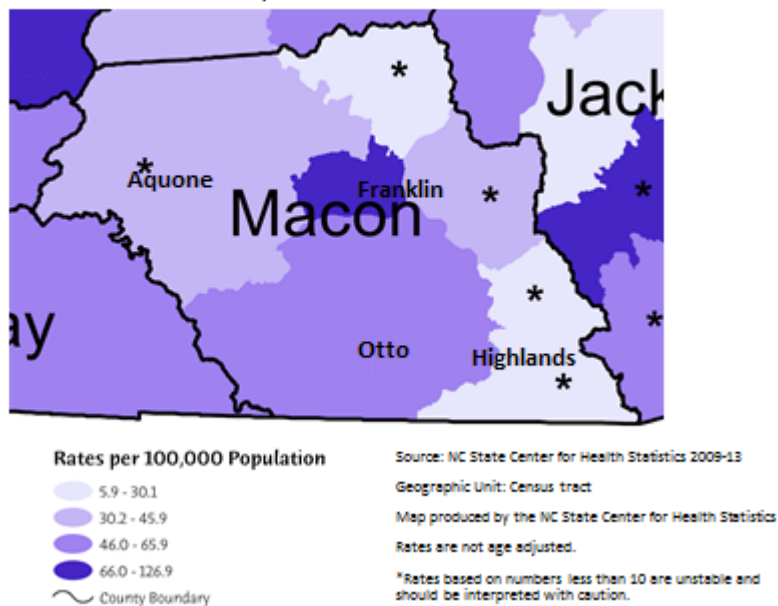 Jack
*
*
Aquone
Franklin
*
*
Macon
*
*
ay
Otto
Highlands
*
Rates per 100,000 Population
5.9 - 30.1
30.2 - 45.9
46.0 - 65.9
66.0 - 126.9
County Boundary
Source: NC State Center for Health Statistics 2009-13
Geographic Unit: Census tract
Map produced by the NC State Center for Health Statistics
Rates are not age adjusted.
*Rates based on numbers less than 10 are unstable and
should be interpreted with caution.